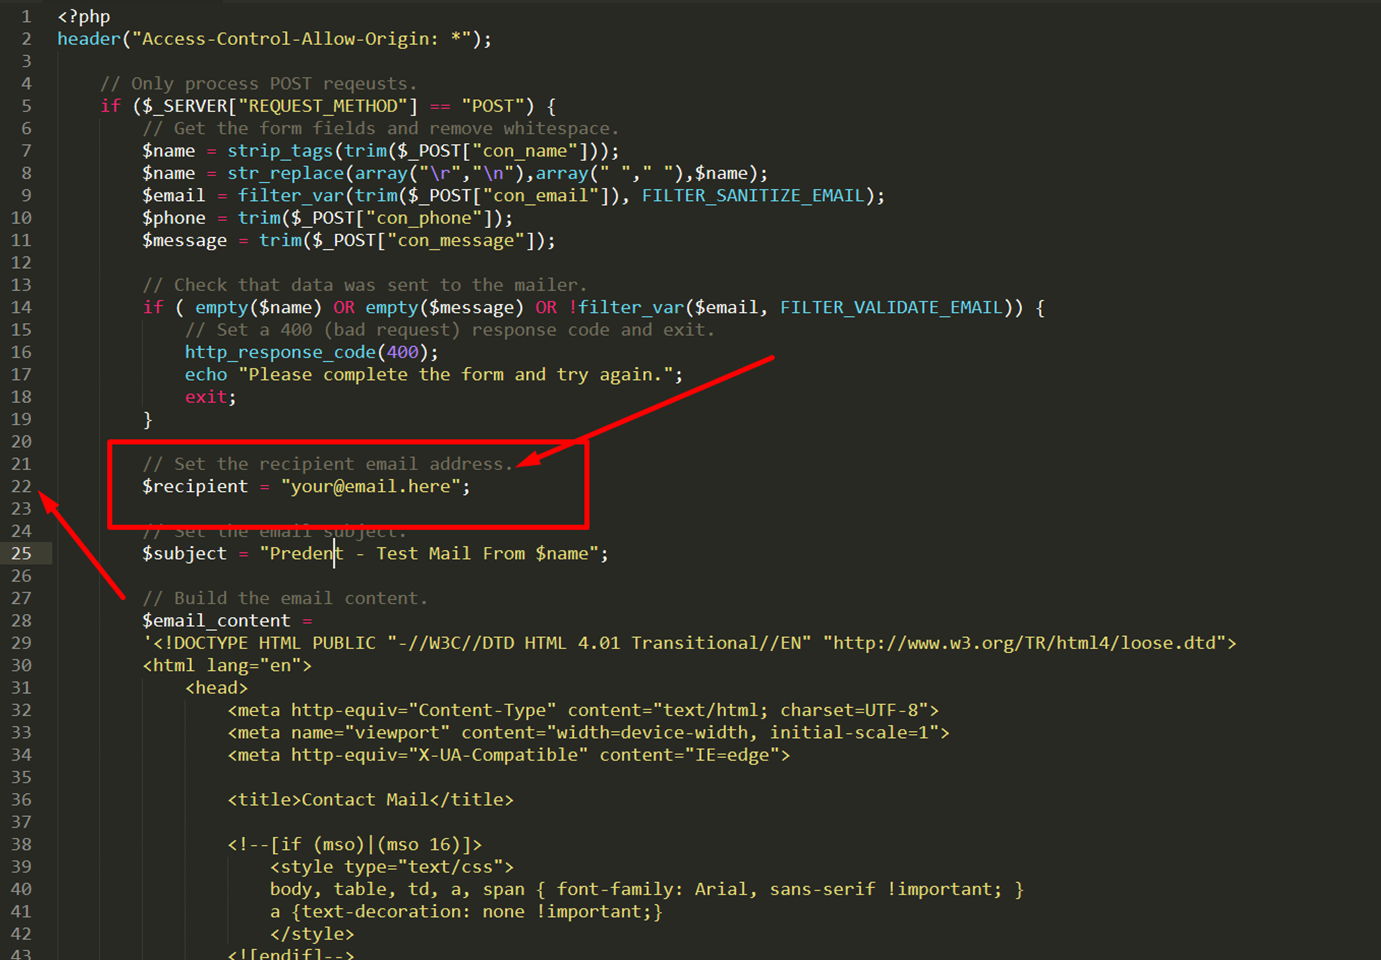 1 <?php
2 header("Access-Control-Allow-Origin: *");
3
4 // Only process POST reqeusts.
5 if ($_SERVER["REQUEST_METHOD"] == "POST") {
6 // Get the form fields and remove whitespace.
7 $name = strip_tags(trim($_POST["con_name"]));
8 $name = str_replace(array("\r","\n"),array(" "," "),$name);
9 $email = filter_var(trim($_POST["con_email"]), FILTER_SANITIZE_EMAIL);
10 $phone = trim($_POST["con_phone"]);
11 $message = trim($_POST["con_message"]);
12
13 // Check that data was sent to the mailer.
14 if ( empty($name) OR empty($message) OR !filter_var($email, FILTER_VALIDATE_EMAIL)) {
15 // Set a 400 (bad request) response code and exit.
16 http_response_code(400);
17 echo "Please complete the form and try again.";
18 exit;
19 }
20
21 // Set the recipient email address.
22 $recipient = "your@email.here";
23
24 // Set the email subject.
25 $subject = "Predent - Test Mail From $name";
26
27 // Build the email content.
28 $email_content =
29 '<!DOCTYPE HTML PUBLIC "-//W3C//DTD HTML 4.01 Transitional//EN" "http://www.w3.org/TR/html4/loose.dtd">
30 <html lang="en">
31 <head>
32 <meta http-equiv="Content-Type" content="text/html; charset=UTF-8">
33 <meta name="viewport" content="width=device-width, initial-scale=1">
34 <meta http-equiv="X-UA-Compatible" content="IE=edge">
35
36 <title>Contact Mail</title>
37
38 <!--[if (mso)|(mso 16)]>
39 <style type="text/css">
40 body, table, td, a, span { font-family: Arial, sans-serif !important; }
41 a {text-decoration: none !important;}
42 </style>
43 <![endif]-->